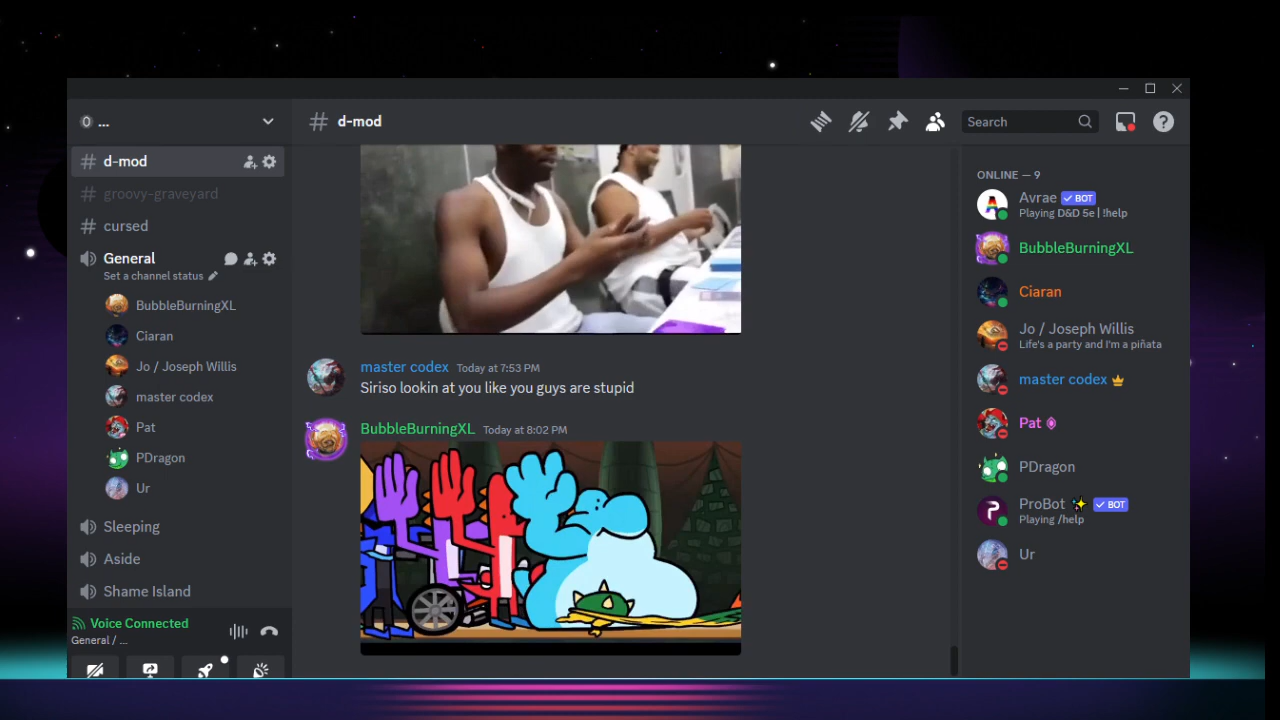 ...
d-mod
groovy-graveyard
cursed
General
Set a channel status
BubbleBurningXL
Ciaran
Jo / Joseph Willis
master codex
Pat
PDragon
Ur
Sleeping
Aside
Shame Island
Voice Connected
General / ...
d-mod
Search
master codex Today at 7:53 PM
Siriso lookin at you like you guys are stupid
BubbleBurningXL Today at 8:02 PM
ONLINE — 9
Avrae BOT
Playing D&D 5e | !help
BubbleBurningXL
Ciaran
Jo / Joseph Willis
Life's a party and I'm a piñata
master codex
Pat
PDragon
ProBot ✨ BOT
Playing /help
Ur